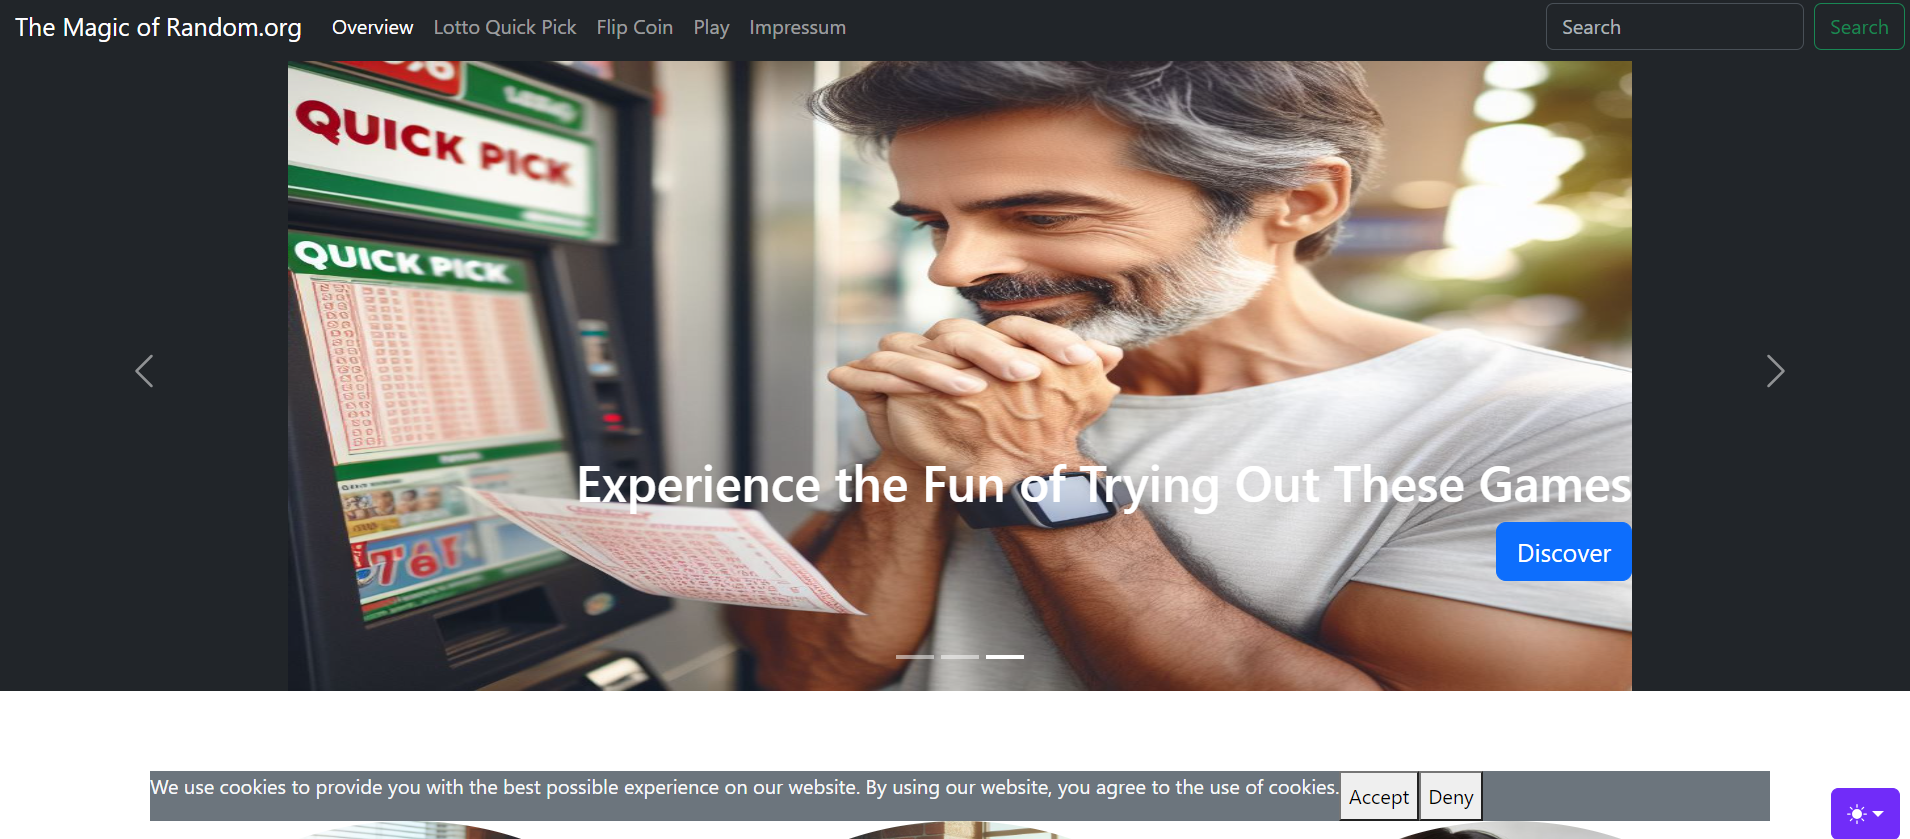 The Magic of Random.org Overview Lotto Quick Pick Flip Coin Play Impressum Search Search
QUICK PICK
QUICK PICK
Experience the Fun of Trying Out These Games
Discover
We use cookies to provide you with the best possible experience on our website. By using our website, you agree to the use of cookies. Accept Deny